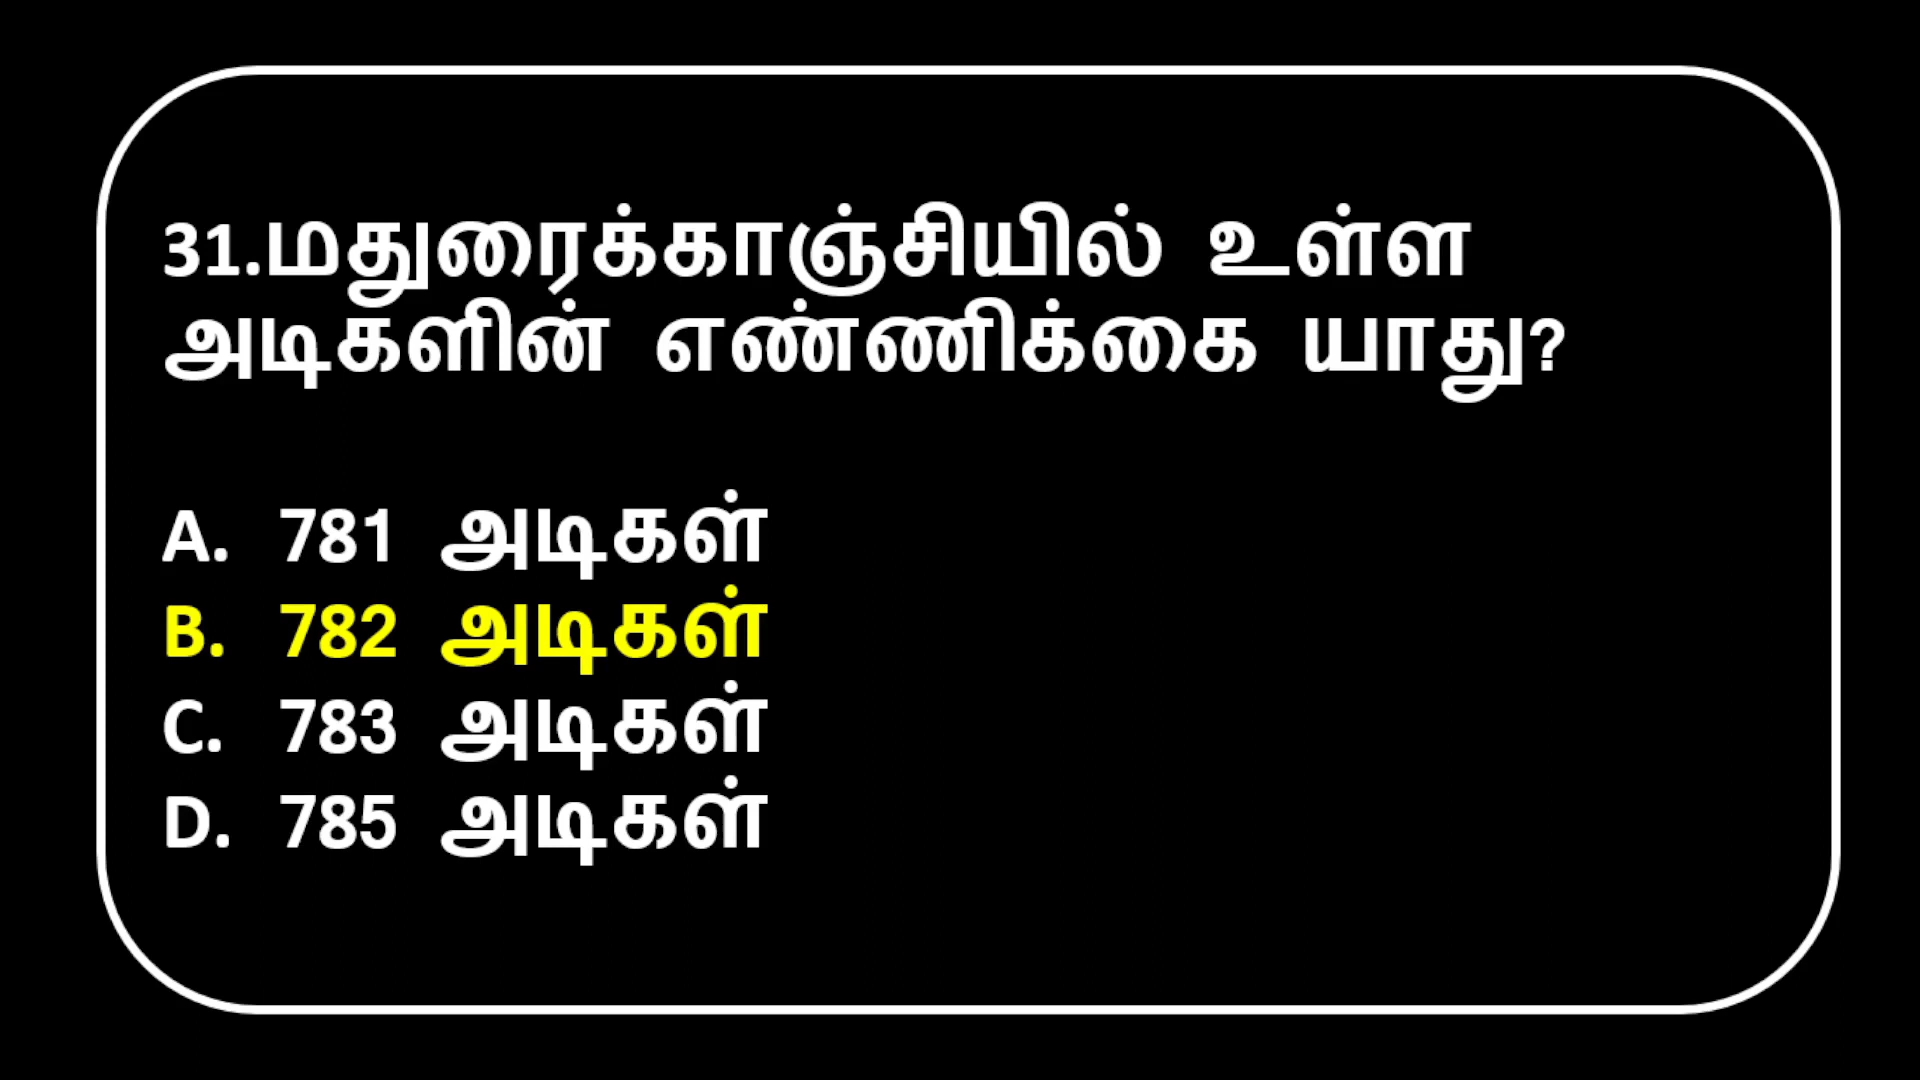 31.மதுரைக்காஞ்சியில் உள்ள
அடிகளின் எண்ணிக்கை யாது?
A. 781 அடிகள்
B. 782 அடிகள்
C. 783 அடிகள்
D. 785 அடிகள்